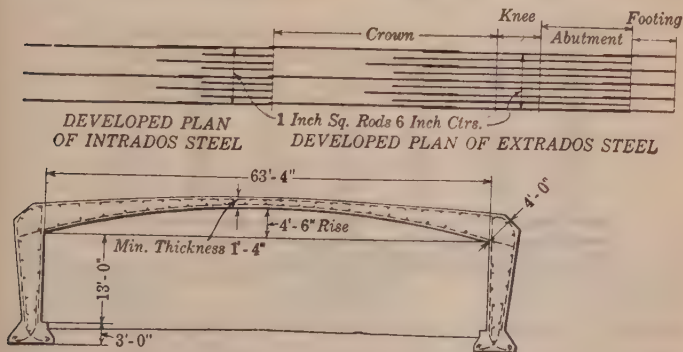 Knee
Footing
Crown
Abutment
1 Inch Sq. Rods 6 Inch Ctrs.
DEVELOPED PLAN
OF INTRADOS STEEL
DEVELOPED PLAN OF EXTRADOS STEEL
63'-4"
4'-0"
4'-6" Rise
Min. Thickness 1'-4"
13'-0"
3'-0"